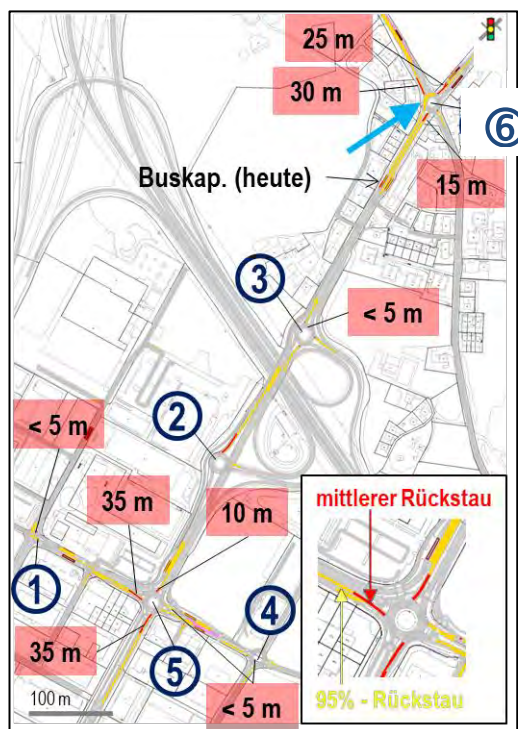 25 m
30 m
⑥
Buskap. (heute)
15 m
③
< 5 m
②
< 5 m
35 m
10 m
mittlerer Rückstau
①
④
35 m
⑤
95% - Rückstau
100 m
< 5 m